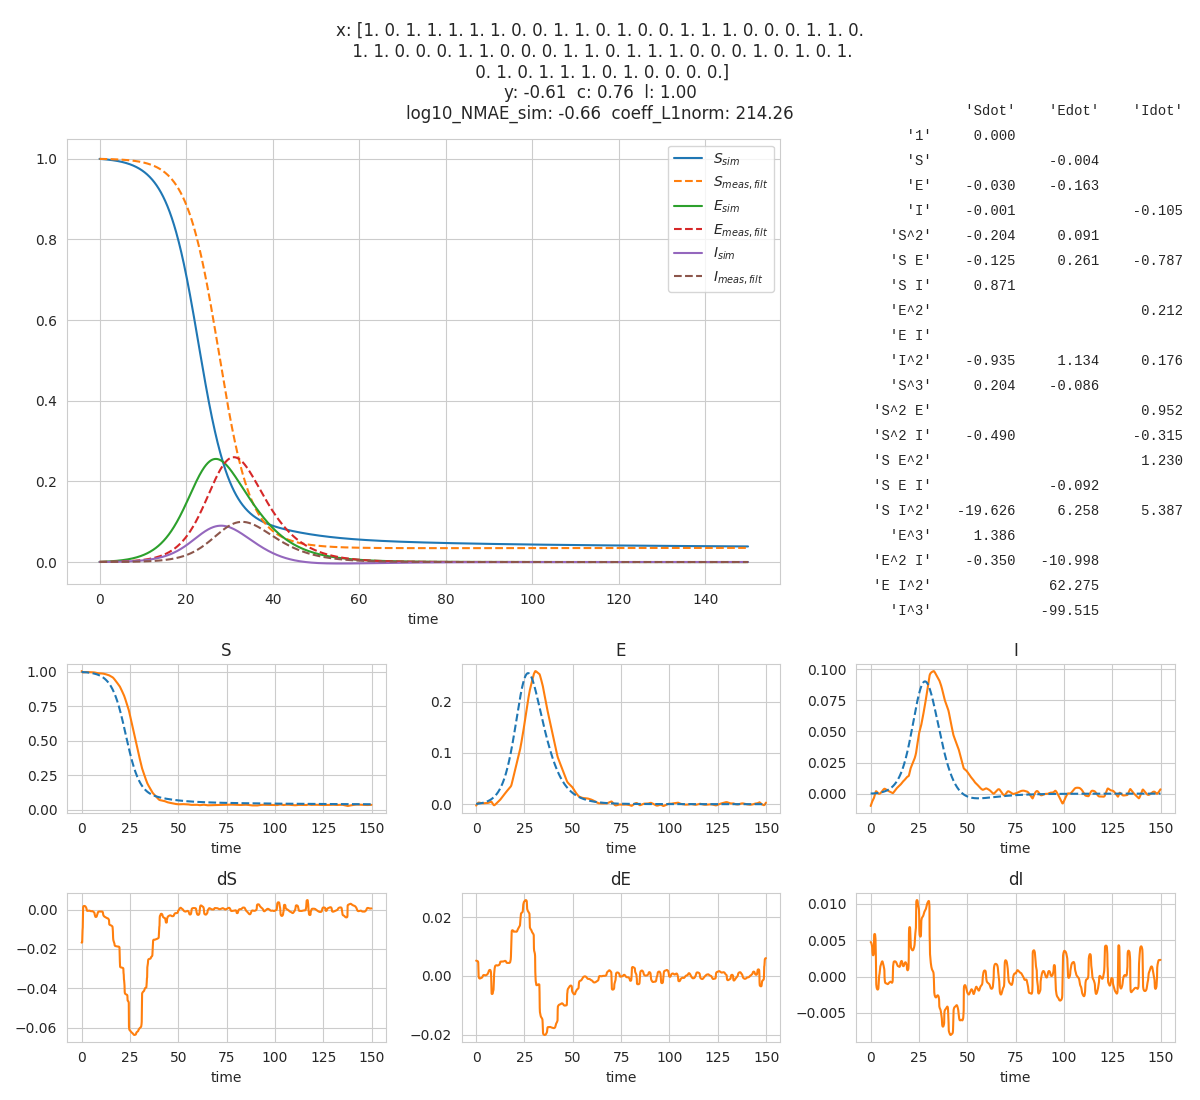 x: [1. 0. 1. 1. 1. 1. 1. 0. 0. 1. 1. 0. 1. 0. 0. 1. 1. 1. 0. 0. 0. 1. 1. 0.
1. 1. 0. 0. 0. 1. 1. 0. 0. 0. 1. 1. 0. 1. 1. 1. 0. 0. 0. 1. 0. 1. 0. 1.
0. 1. 0. 1. 1. 1. 0. 1. 0. 0. 0. 0.]
y: -0.61 c: 0.76 l: 1.00
log10_NMAE_sim: -0.66 coeff_L1norm: 214.26
'Sdot' 'Edot' 'Idot'
'1' 0.000
'S' -0.004
'E' -0.030 -0.163
'I' -0.001 -0.105
'S^2' -0.204 0.091
'S E' -0.125 0.261 -0.787
'S I' 0.871
'E^2' 0.212
'E I'
'I^2' -0.935 1.134 0.176
'S^3' 0.204 -0.086
'S^2 E' 0.952
'S^2 I' -0.490 -0.315
'S E^2' 1.230
'S E I' -0.092
'S I^2' -19.626 6.258 5.387
'E^3' 1.386
'E^2 I' -0.350 -10.998
'E I^2' 62.275
'I^3' -99.515
S_sim
S_meas,filt
E_sim
E_meas,filt
I_sim
I_meas,filt
1.0
0.8
0.6
0.4
0.2
0.0
0 20 40 60 80 100 120 140
time
S
1.00
0.75
0.50
0.25
0.00
0 25 50 75 100 125 150
time
E
0.2
0.1
0.0
0 25 50 75 100 125 150
time
I
0.100
0.075
0.050
0.025
0.000
0 25 50 75 100 125 150
time
dS
0.00
−0.02
−0.04
−0.06
0 25 50 75 100 125 150
time
dE
0.02
0.00
−0.02
0 25 50 75 100 125 150
time
dI
0.010
0.005
0.000
−0.005
0 25 50 75 100 125 150
time